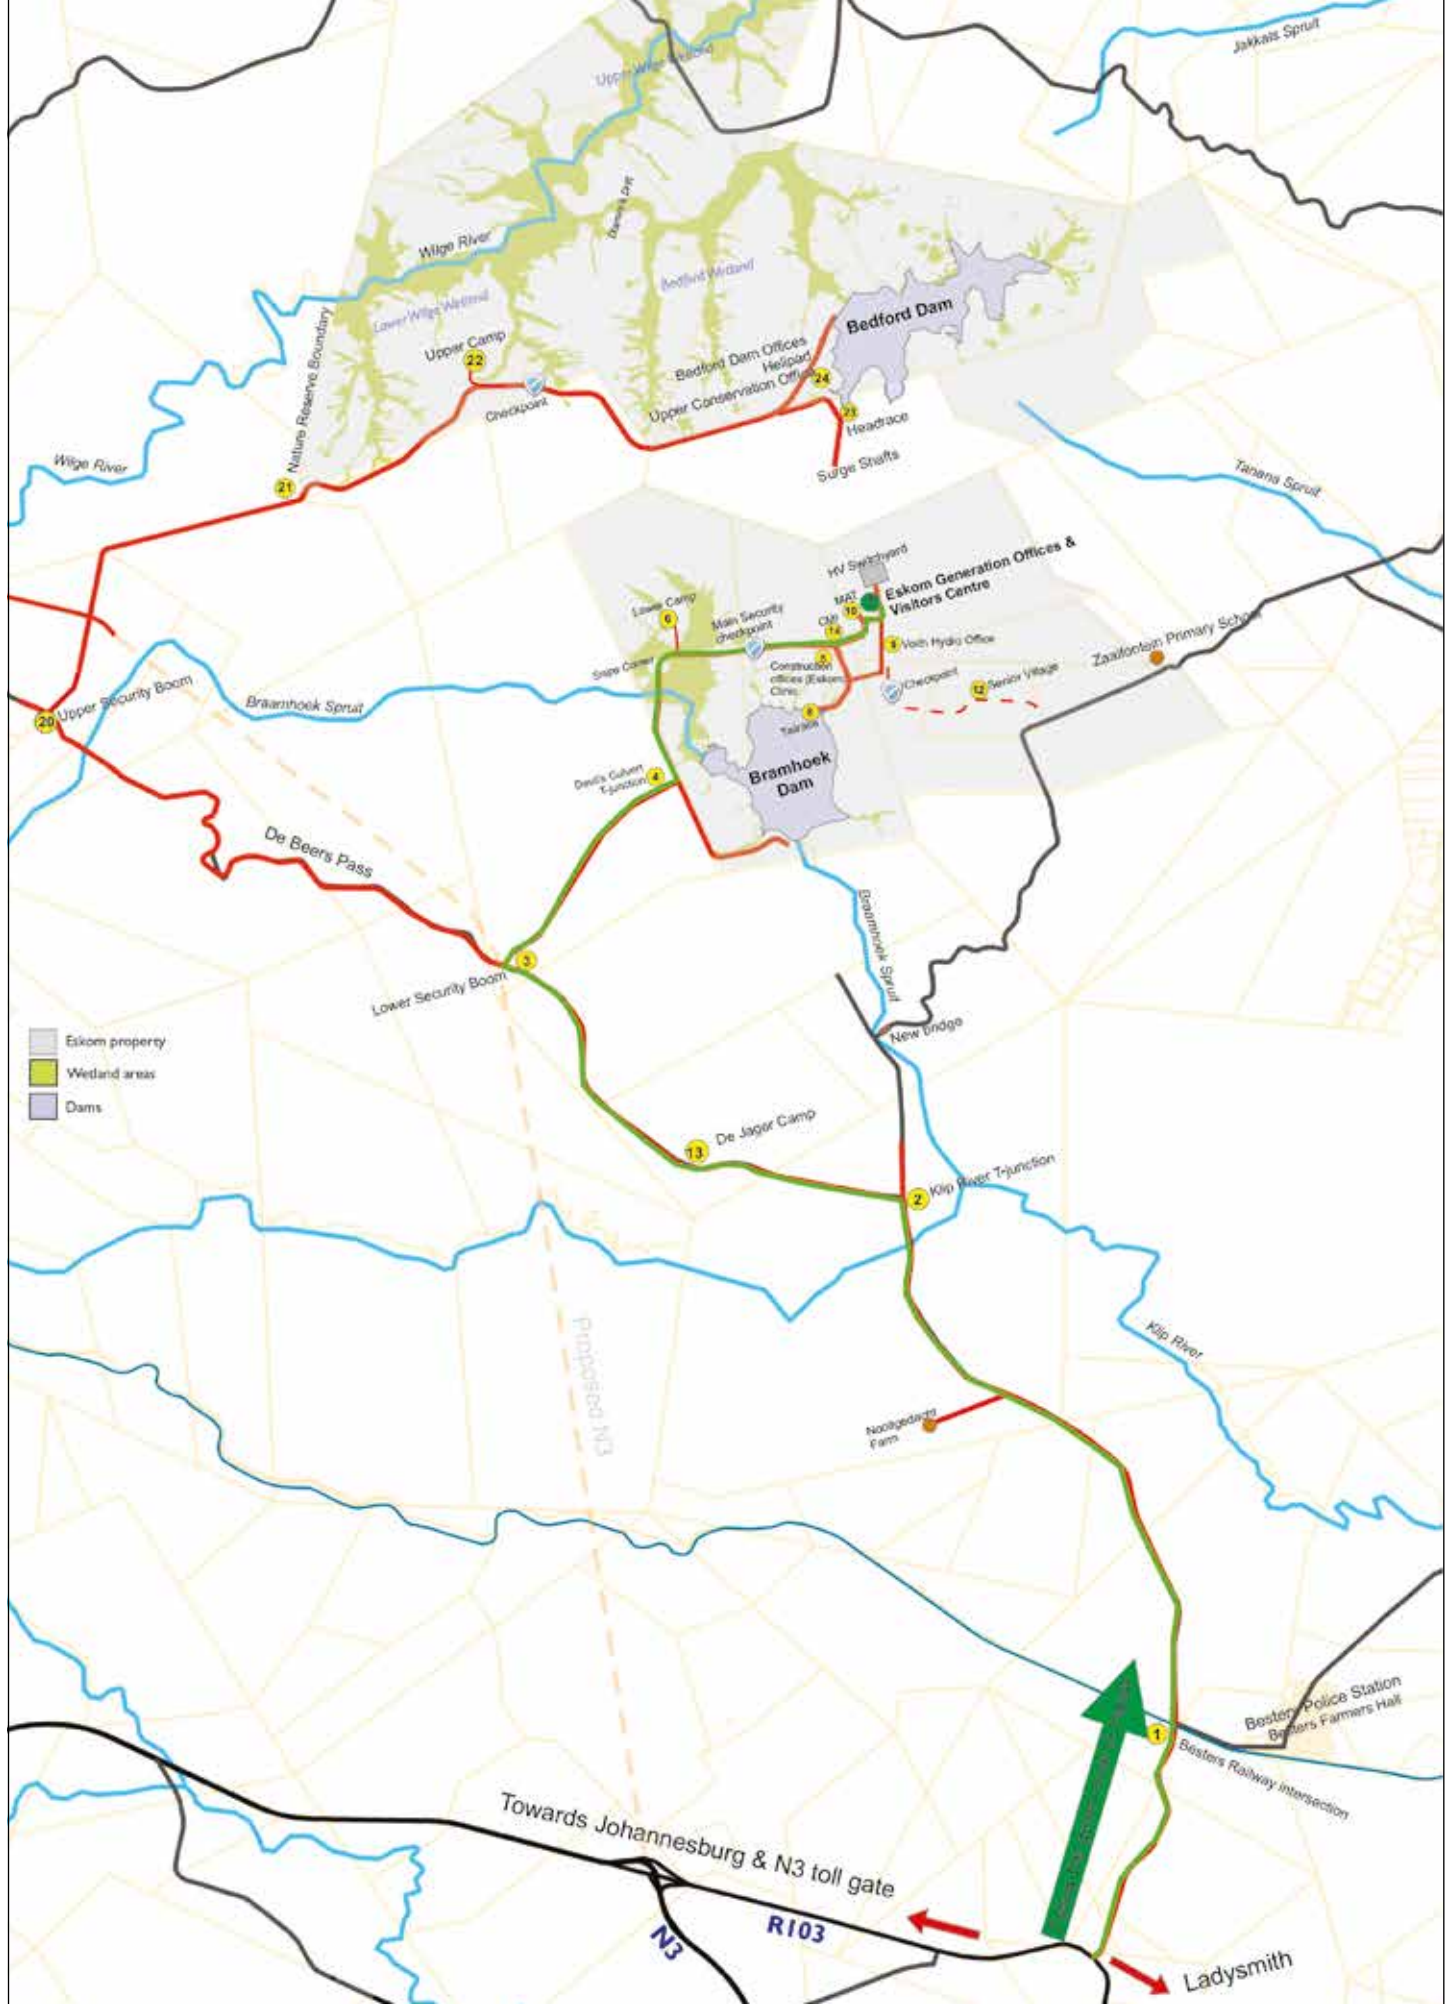 Jakkals Spruit
Upper Wilge Wetland
Wilge River
Bedford Wetland
Lower Wilge Wetland
Bedford Dam
Nature Reserve Boundary
Upper Camp
22
Checkpoint
Bedford Dam Offices
Helipad
Upper Conservation Office
24
23
Headrace
Surge Shafts
Wilge River
21
Tanana Spruit
HV Switchyard
Eskom Generation Offices &
Visitors Centre
MAT
10
CMI
14
Lower Camp
6
Main Security
checkpoint
9
Voith Hydro Office
Zaaifontein Primary School
5
Construction
offices (Eskom)
Clinic
Snipe Corner
Checkpoint
12
Senior Village
8
Tailrace
20
Upper Security Boom
Braamhoek Spruit
Bramhoek
Dam
Devil's Culvert
T-junction
4
De Beers Pass
Braamhoek Spruit
3
Lower Security Boom
New bridge
Eskom property
Wetland areas
Dams
13
De Jager Camp
2
Klip River T-junction
Klip River
Proposed N3
Nooitgedacht
Farm
Besters Police Station
Besters Farmers Hall
1
Besters Railway intersection
Towards Johannesburg & N3 toll gate
R103
N3
Ladysmith